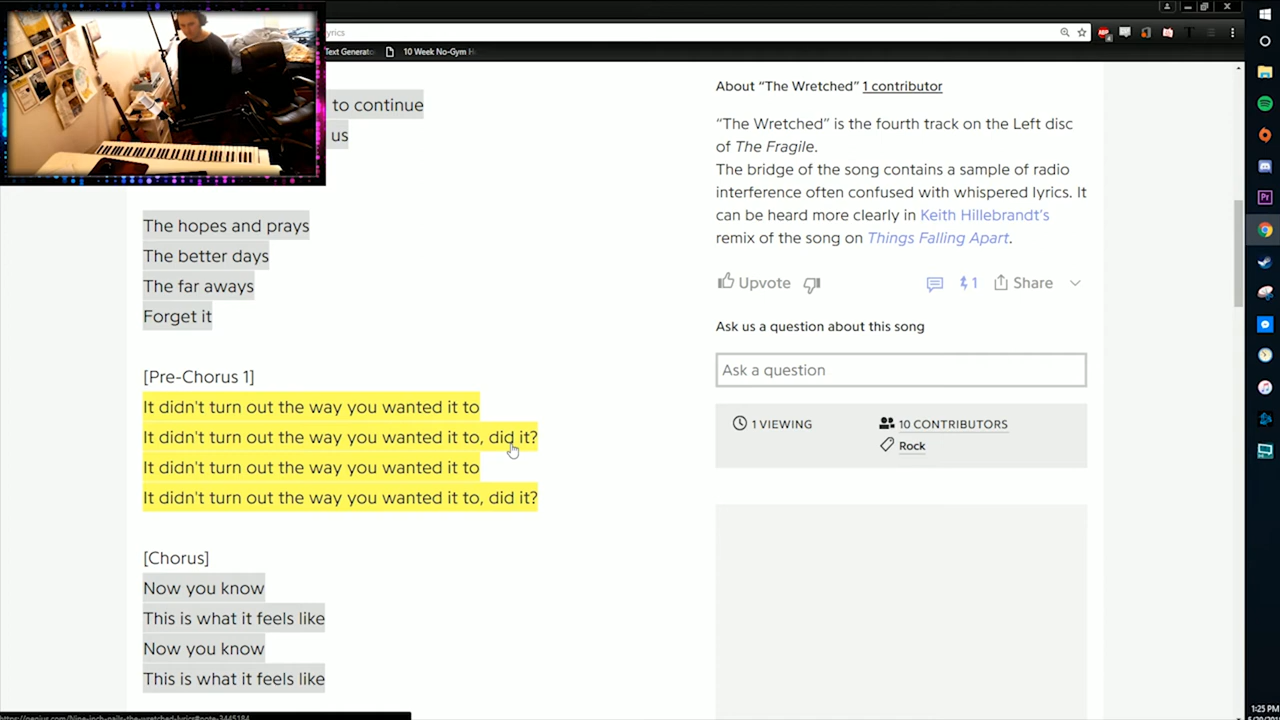 yrics
Text Generato
10 Week No-Gym H
to continue
us
The hopes and prays
The better days
The far aways
Forget it
[Pre-Chorus 1]
It didn't turn out the way you wanted it to
It didn't turn out the way you wanted it to, did it?
It didn't turn out the way you wanted it to
It didn't turn out the way you wanted it to, did it?
[Chorus]
Now you know
This is what it feels like
Now you know
This is what it feels like
About “The Wretched” 1 contributor
“The Wretched” is the fourth track on the Left disc
of The Fragile.
The bridge of the song contains a sample of radio
interference often confused with whispered lyrics. It
can be heard more clearly in Keith Hillebrandt’s
remix of the song on Things Falling Apart.
Upvote
1
Share
Ask us a question about this song
Ask a question
1 VIEWING
10 CONTRIBUTORS
Rock
1:25 PM